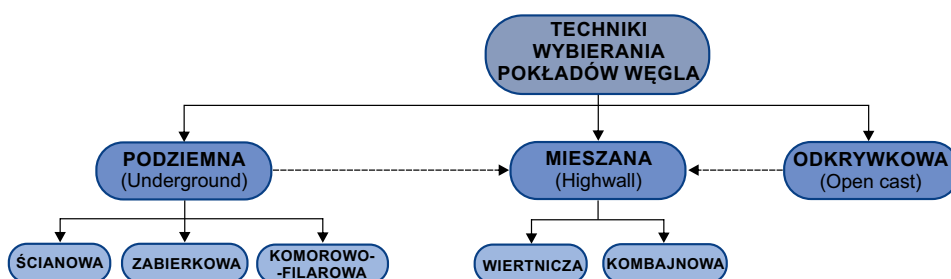 TECHNIKI
WYBIERANIA
POKŁADÓW WĘGLA
PODZIEMNA
(Underground)
MIESZANA
(Highwall)
ODKRYWKOWA
(Open cast)
ŚCIANOWA
ZABIERKOWA
KOMOROWO-
-FILAROWA
WIERTNICZA
KOMBAJNOWA